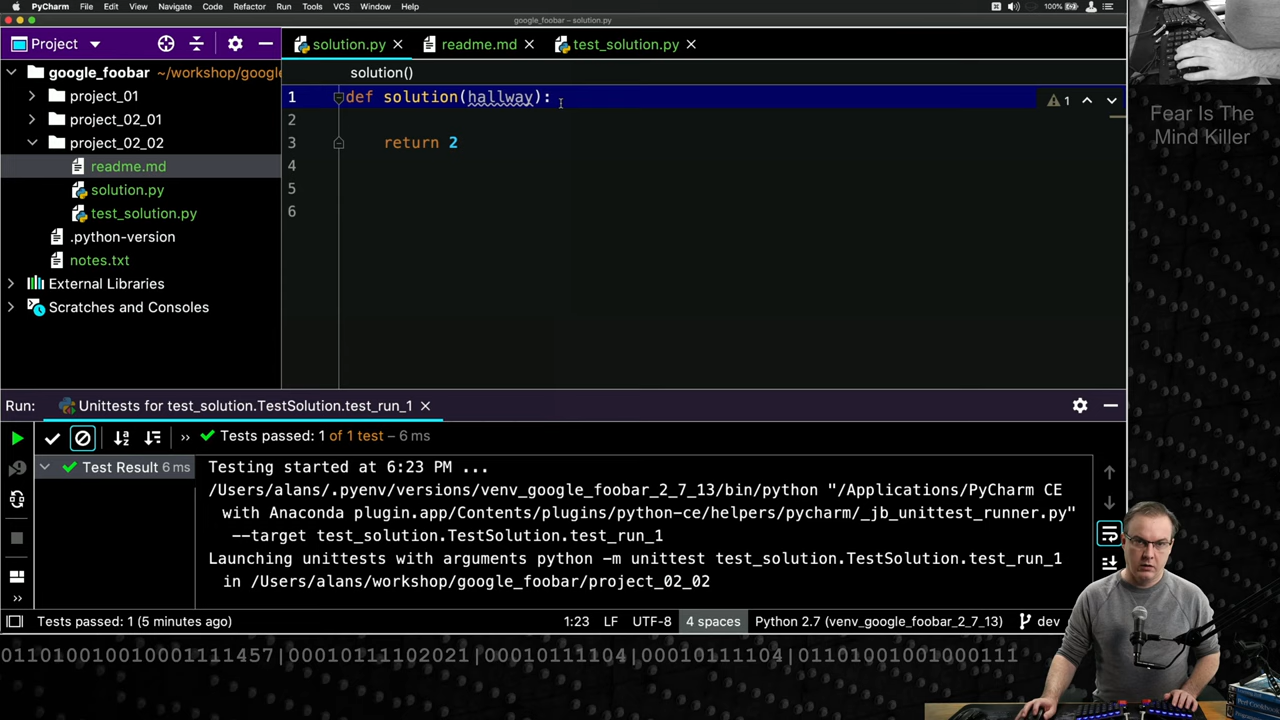 PyCharm File Edit View Navigate Code Refactor Run Tools VCS Window Help 100%
google_foobar – solution.py
Project
solution.py
readme.md
test_solution.py
google_foobar ~/workshop/google
solution()
project_01
project_02_01
project_02_02
readme.md
solution.py
test_solution.py
.python-version
notes.txt
External Libraries
Scratches and Consoles
1 def solution(hallway):
2
3 return 2
4
5
6
1
Fear Is The
Mind Killer
Run: Unittests for test_solution.TestSolution.test_run_1
Tests passed: 1 of 1 test – 6 ms
Test Result 6 ms
Testing started at 6:23 PM ...
/Users/alans/.pyenv/versions/venv_google_foobar_2_7_13/bin/python "/Applications/PyCharm CE
with Anaconda plugin.app/Contents/plugins/python-ce/helpers/pycharm/_jb_unittest_runner.py"
--target test_solution.TestSolution.test_run_1
Launching unittests with arguments python -m unittest test_solution.TestSolution.test_run_1
in /Users/alans/workshop/google_foobar/project_02_02
Tests passed: 1 (5 minutes ago) 1:23 LF UTF-8 4 spaces Python 2.7 (venv_google_foobar_2_7_13) dev
011010010010001111457|00010111102021|00010111104|00010111104|01101001001000111